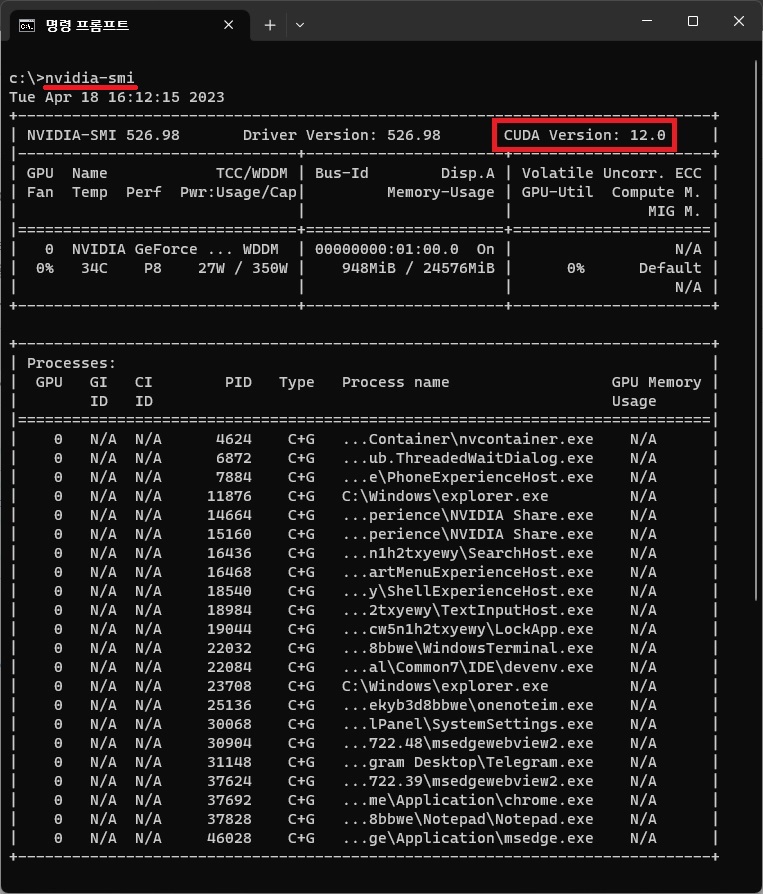 명령 프롬프트
c:\>nvidia-smi
Tue Apr 18 16:12:15 2023
+-----------------------------------------------------------------------------+
| NVIDIA-SMI 526.98       Driver Version: 526.98       CUDA Version: 12.0     |
|-------------------------------+----------------------+----------------------+
| GPU  Name            TCC/WDDM | Bus-Id        Disp.A | Volatile Uncorr. ECC |
| Fan  Temp  Perf  Pwr:Usage/Cap|         Memory-Usage | GPU-Util  Compute M. |
|                               |                      |               MIG M. |
|===============================+======================+======================|
|   0  NVIDIA GeForce ... WDDM  | 00000000:01:00.0  On |                  N/A |
|  0%   34C    P8    27W / 350W |    948MiB / 24576MiB |      0%      Default |
|                               |                      |                  N/A |
+-------------------------------+----------------------+----------------------+
+-----------------------------------------------------------------------------+
| Processes:                                                                  |
|  GPU   GI   CI        PID   Type   Process name                  GPU Memory |
|        ID   ID                                                   Usage      |
|=============================================================================|
|    0   N/A  N/A      4624    C+G   ...Container\nvcontainer.exe    N/A      |
|    0   N/A  N/A      6872    C+G   ...ub.ThreadedWaitDialog.exe    N/A      |
|    0   N/A  N/A      7884    C+G   ...e\PhoneExperienceHost.exe    N/A      |
|    0   N/A  N/A     11876    C+G   C:\Windows\explorer.exe         N/A      |
|    0   N/A  N/A     14664    C+G   ...perience\NVIDIA Share.exe    N/A      |
|    0   N/A  N/A     15160    C+G   ...perience\NVIDIA Share.exe    N/A      |
|    0   N/A  N/A     16436    C+G   ...n1h2txyewy\SearchHost.exe    N/A      |
|    0   N/A  N/A     16468    C+G   ...artMenuExperienceHost.exe    N/A      |
|    0   N/A  N/A     18540    C+G   ...y\ShellExperienceHost.exe    N/A      |
|    0   N/A  N/A     18984    C+G   ...2txyewy\TextInputHost.exe    N/A      |
|    0   N/A  N/A     19044    C+G   ...cw5n1h2txyewy\LockApp.exe    N/A      |
|    0   N/A  N/A     22032    C+G   ...8bbwe\WindowsTerminal.exe    N/A      |
|    0   N/A  N/A     22084    C+G   ...al\Common7\IDE\devenv.exe    N/A      |
|    0   N/A  N/A     23708    C+G   C:\Windows\explorer.exe         N/A      |
|    0   N/A  N/A     25136    C+G   ...ekyb3d8bbwe\onenoteim.exe    N/A      |
|    0   N/A  N/A     30068    C+G   ...lPanel\SystemSettings.exe    N/A      |
|    0   N/A  N/A     30904    C+G   ...722.48\msedgewebview2.exe    N/A      |
|    0   N/A  N/A     31148    C+G   ...gram Desktop\Telegram.exe    N/A      |
|    0   N/A  N/A     37624    C+G   ...722.39\msedgewebview2.exe    N/A      |
|    0   N/A  N/A     37692    C+G   ...me\Application\chrome.exe    N/A      |
|    0   N/A  N/A     37828    C+G   ...8bbwe\Notepad\Notepad.exe    N/A      |
|    0   N/A  N/A     46028    C+G   ...ge\Application\msedge.exe    N/A      |
+-----------------------------------------------------------------------------+